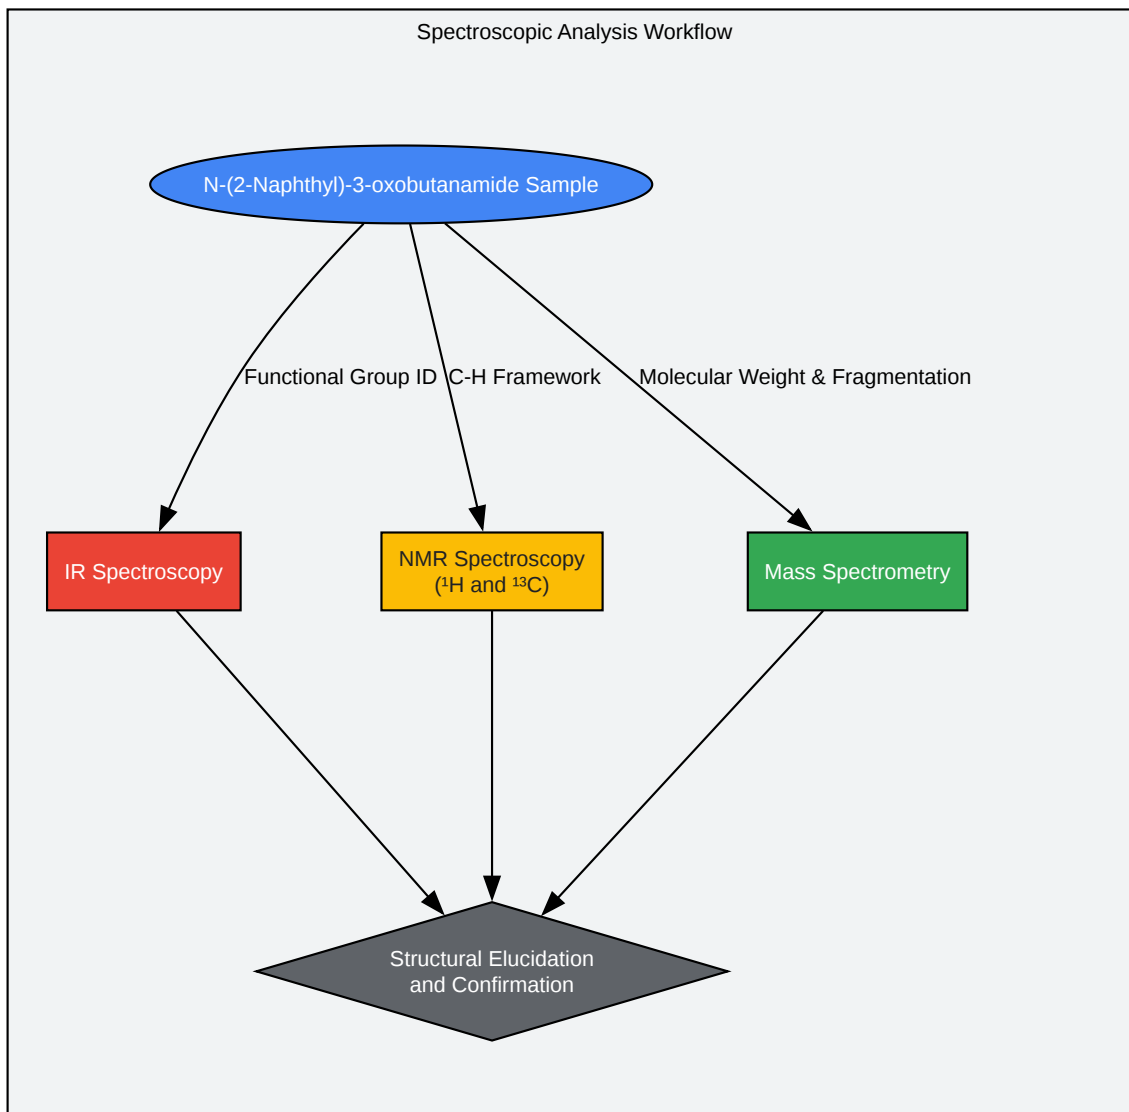 Spectroscopic Analysis Workflow
N-(2-Naphthyl)-3-oxobutanamide Sample
Functional Group ID
C-H Framework
Molecular Weight & Fragmentation
IR Spectroscopy
NMR Spectroscopy
(¹H and ¹³C)
Mass Spectrometry
Structural Elucidation
and Confirmation